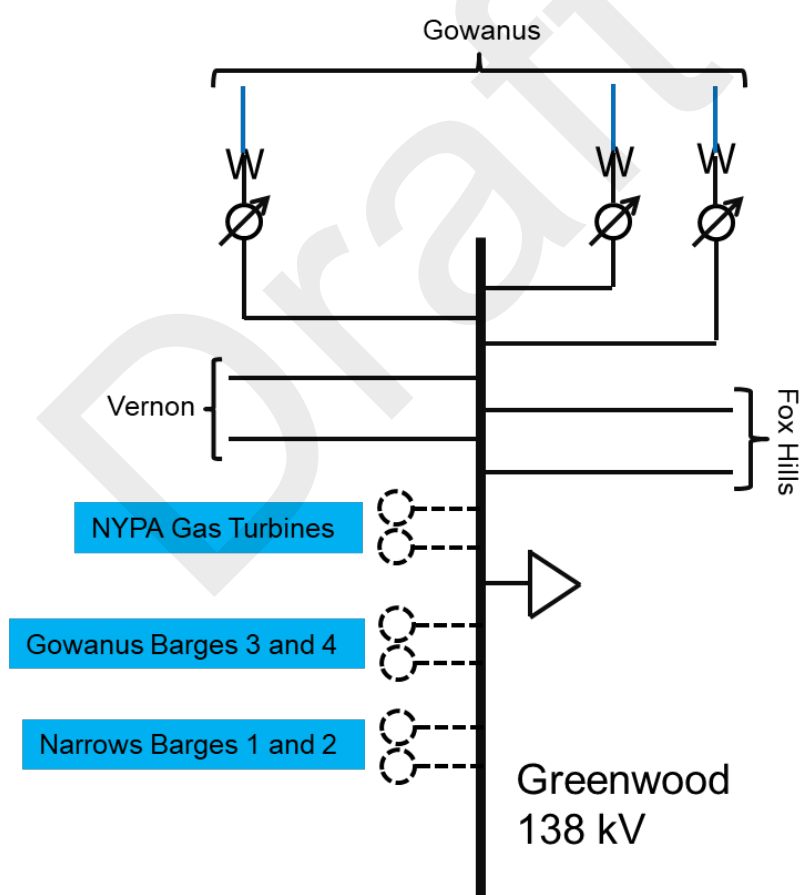 Gowanus
Draft
Vernon
Fox Hills
NYPA Gas Turbines
Gowanus Barges 3 and 4
Narrows Barges 1 and 2
Greenwood
138 kV